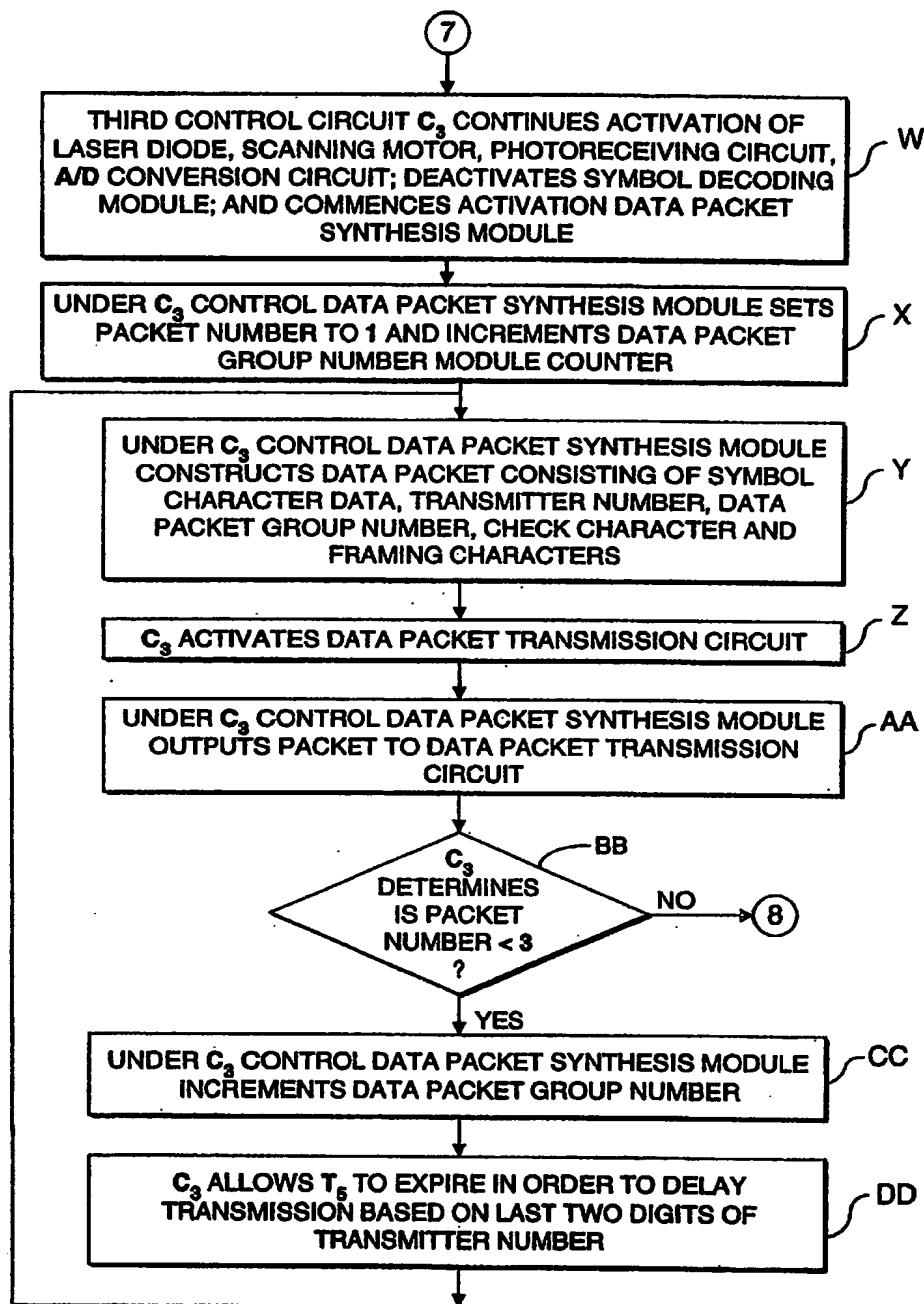 7
THIRD CONTROL CIRCUIT C₃ CONTINUES ACTIVATION OF
LASER DIODE, SCANNING MOTOR, PHOTORECEIVING CIRCUIT,
A/D CONVERSION CIRCUIT; DEACTIVATES SYMBOL DECODING
MODULE; AND COMMENCES ACTIVATION DATA PACKET
SYNTHESIS MODULE
W
UNDER C₃ CONTROL DATA PACKET SYNTHESIS MODULE SETS
PACKET NUMBER TO 1 AND INCREMENTS DATA PACKET
GROUP NUMBER MODULE COUNTER
X
UNDER C₃ CONTROL DATA PACKET SYNTHESIS MODULE
CONSTRUCTS DATA PACKET CONSISTING OF SYMBOL
CHARACTER DATA, TRANSMITTER NUMBER, DATA
PACKET GROUP NUMBER, CHECK CHARACTER AND
FRAMING CHARACTERS
Y
C₃ ACTIVATES DATA PACKET TRANSMISSION CIRCUIT
Z
UNDER C₃ CONTROL DATA PACKET SYNTHESIS MODULE
OUTPUTS PACKET TO DATA PACKET TRANSMISSION
CIRCUIT
AA
C₃
DETERMINES
IS PACKET
NUMBER < 3
?
BB
NO
8
YES
UNDER C₃ CONTROL DATA PACKET SYNTHESIS MODULE
INCREMENTS DATA PACKET GROUP NUMBER
CC
C₃ ALLOWS T₅ TO EXPIRE IN ORDER TO DELAY
TRANSMISSION BASED ON LAST TWO DIGITS OF
TRANSMITTER NUMBER
DD